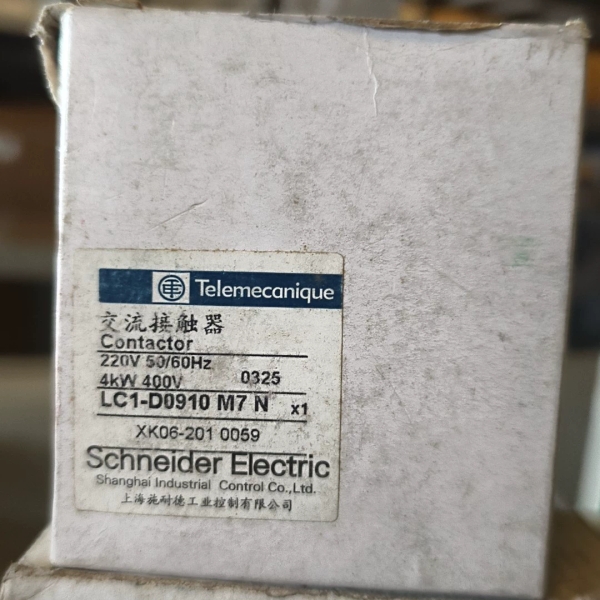 Telemecanique
交流接触器
Contactor
220V 50/60Hz
4kW 400V 0325
LC1-D0910 M7 N x1
XK06-201 0059
Schneider Electric
Shanghai Industrial Control Co.,Ltd.
上海施耐德工业控制有限公司